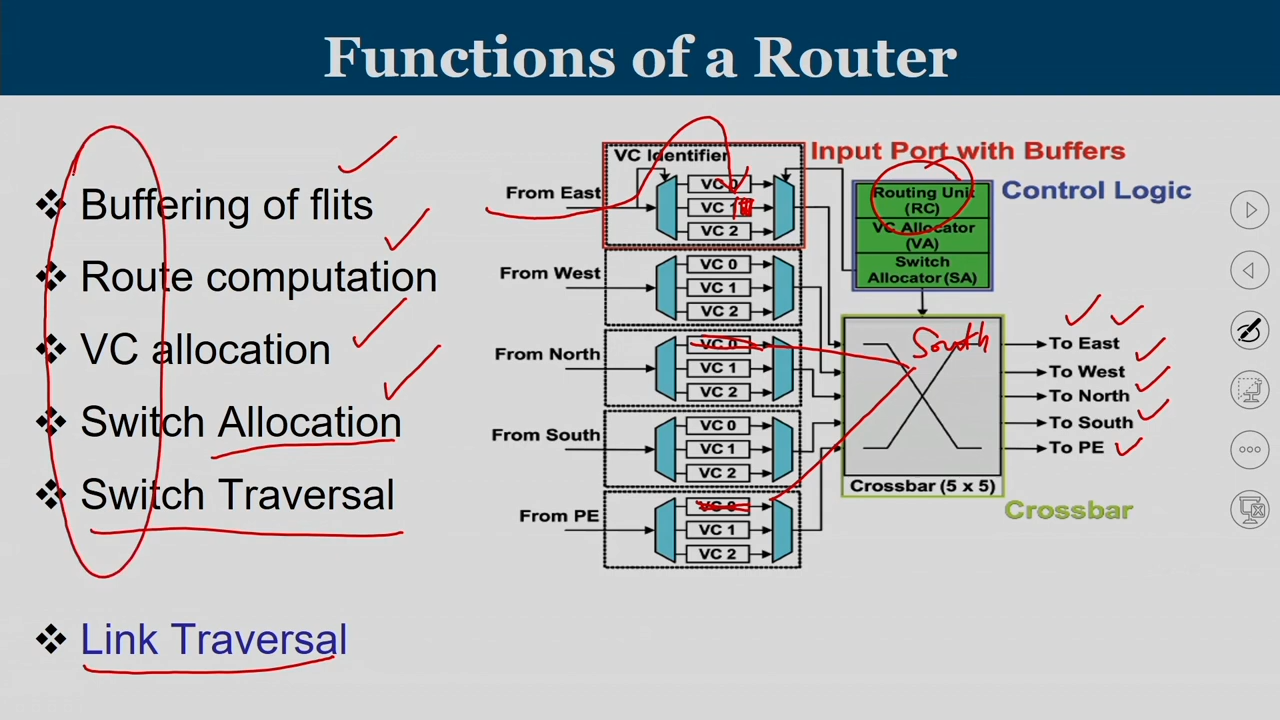 Functions of a Router
❖ Buffering of flits
❖ Route computation
❖ VC allocation
❖ Switch Allocation
❖ Switch Traversal
❖ Link Traversal
Input Port with Buffers
VC Identifier
From East
VC 0
VC 1
VC 2
From West
VC 0
VC 1
VC 2
From North
VC 0
VC 1
VC 2
From South
VC 0
VC 1
VC 2
From PE
VC 0
VC 1
VC 2
Routing Unit
(RC)
VC Allocator
(VA)
Switch
Allocator (SA)
Control Logic
South
To East
To West
To North
To South
To PE
Crossbar (5 x 5)
Crossbar